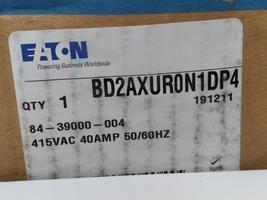 EATON
Powering Business Worldwide
BD2AXUR0N1DP4
QTY 1
191211
84-39000-004
415VAC 40AMP 50/60HZ